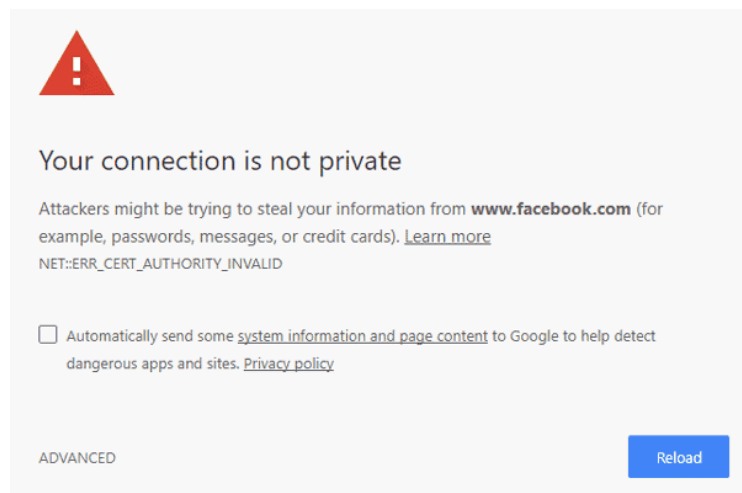 Your connection is not private
Attackers might be trying to steal your information from www.facebook.com (for
example, passwords, messages, or credit cards). Learn more
NET::ERR_CERT_AUTHORITY_INVALID
Automatically send some system information and page content to Google to help detect
dangerous apps and sites. Privacy policy
ADVANCED
Reload